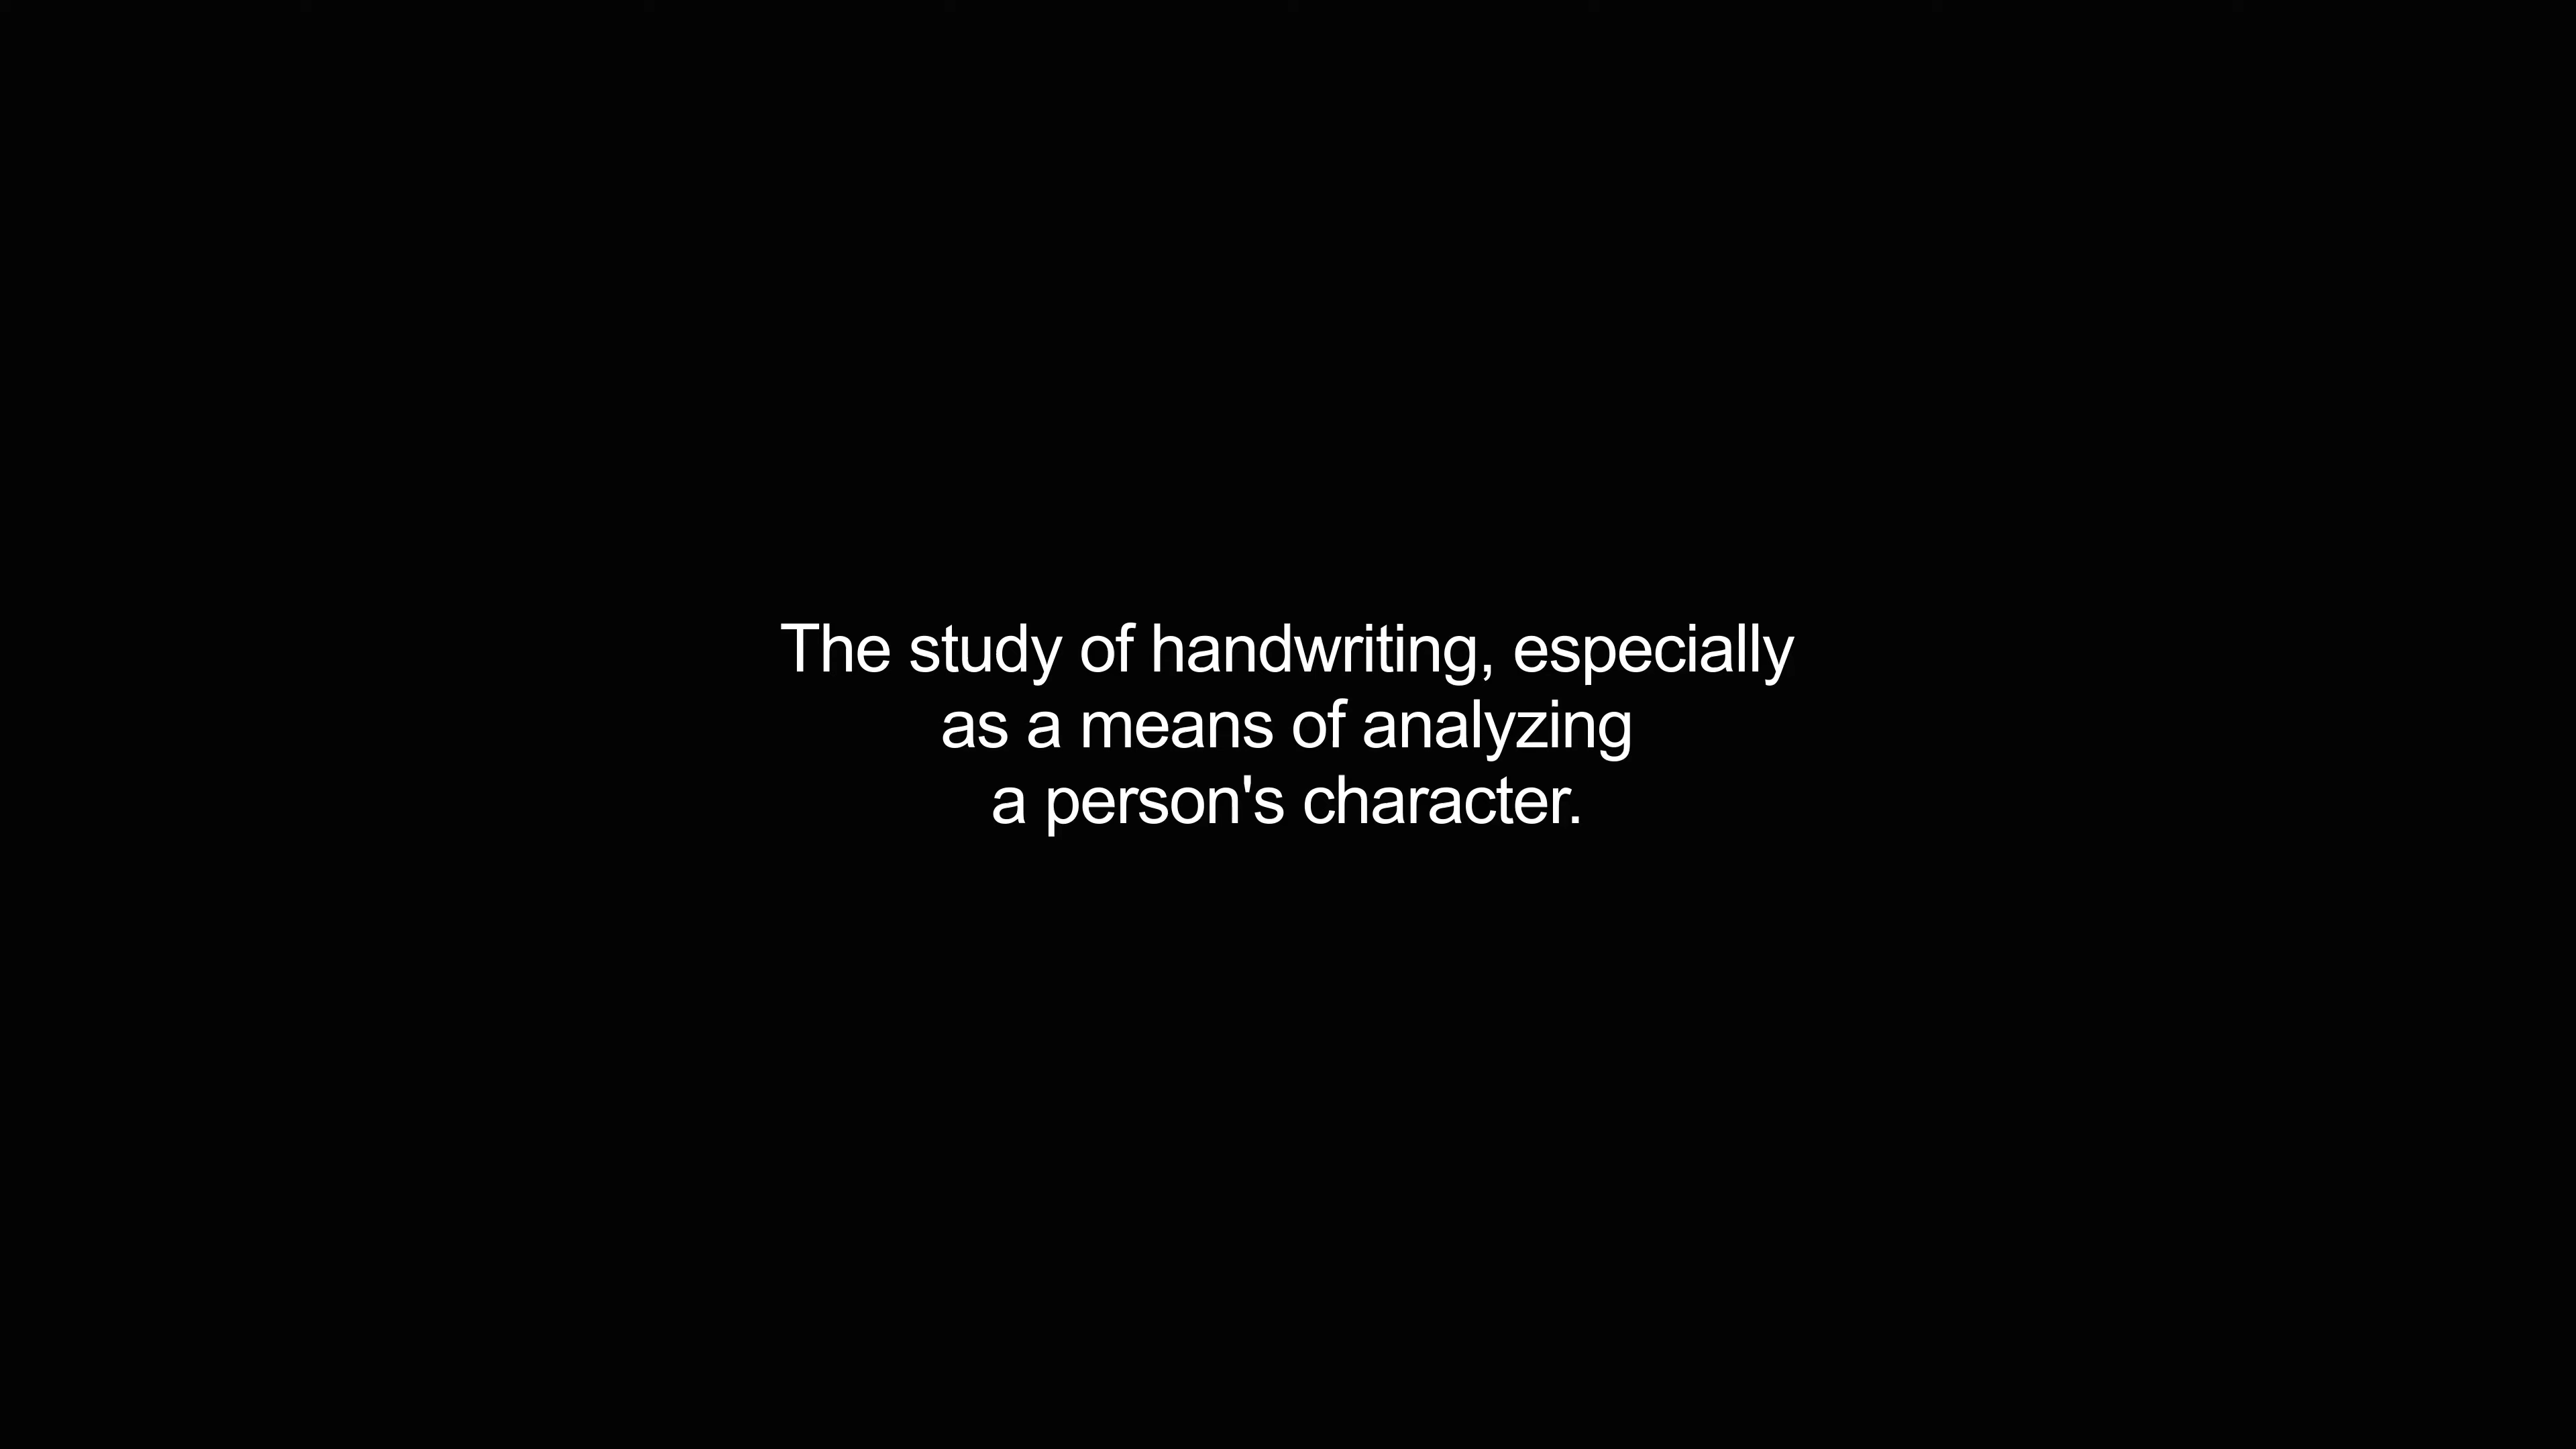 The study of handwriting, especially
as a means of analyzing
a person's character.